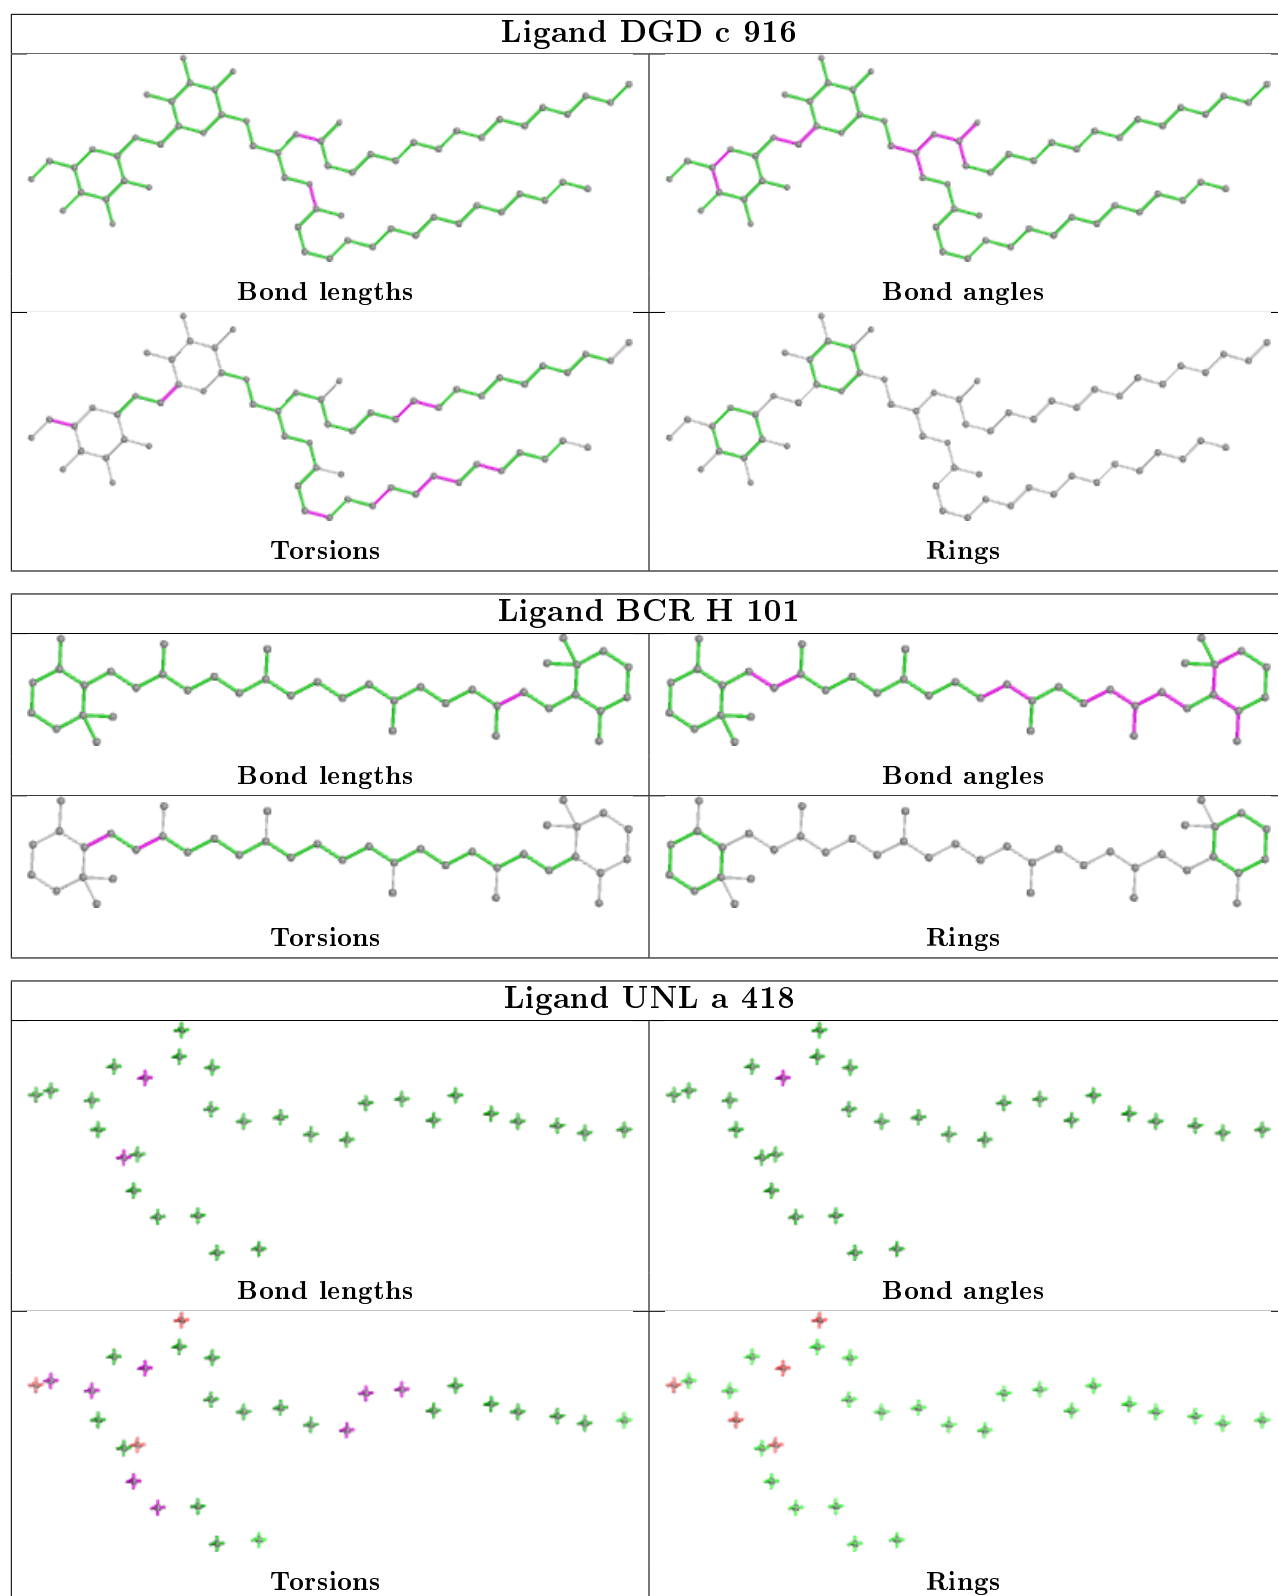 Ligand DGD c 916
Bond lengths
Bond angles
Torsions
Rings
Ligand BCR H 101
Bond lengths
Bond angles
Torsions
Rings
Ligand UNL a 418
Bond lengths
Bond angles
Torsions
Rings